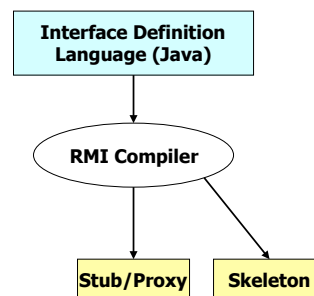 Interface Definition
Language (Java)
RMI Compiler
Stub/Proxy
Skeleton